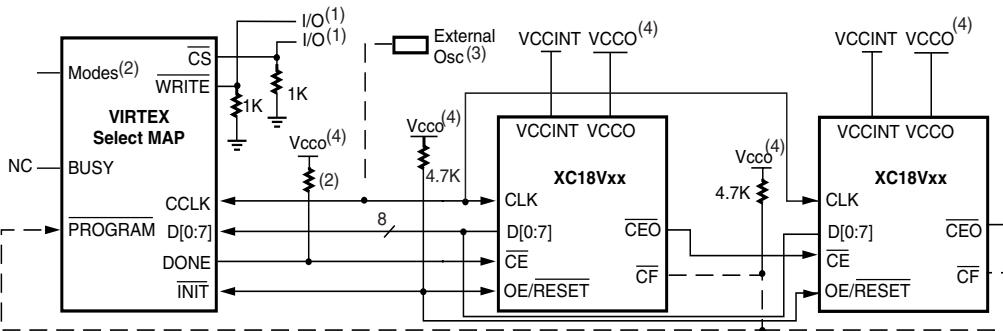 I/O(1)
I/O(1)
External
Osc(3)
VCCINT VCCO(4)
VCCINT VCCO(4)
CS
Modes(2)
WRITE
1K
1K
VIRTEX
Select MAP
Vcco(4)
Vcco(4)
VCCINT VCCO
VCCINT VCCO
NC
BUSY
(2)
4.7K
XC18Vxx
Vcco(4)
4.7K
XC18Vxx
CCLK
CLK
CLK
PROGRAM
D[0:7]
8
D[0:7]
CEO
D[0:7]
CEO
DONE
CE
CF
CE
CF
INIT
OE/RESET
OE/RESET